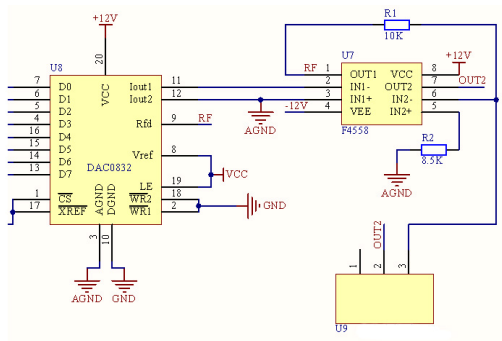 R1
10K
+12V
U8
20
VCC
7 D0
6 D1
5 D2
4 D3
16 D4
15 D5
14 D6
13 D7
1 CS
17 XREF
DAC0832
Iout1 11
Iout2 12
Rfd 9 RF
Vref 8
LE 19
WR2 18
WR1 2
VCC
GND
AGND
DGND
3
10
AGND
GND
AGND
U7
RF 1 OUT1
2 IN1-
3 IN1+
-12V 4 VEE
VCC 8 +12V
OUT2 7 OUT2
IN2- 6
IN2+ 5
F4558
R2
8.5K
AGND
OUT2
1
2
3
U9